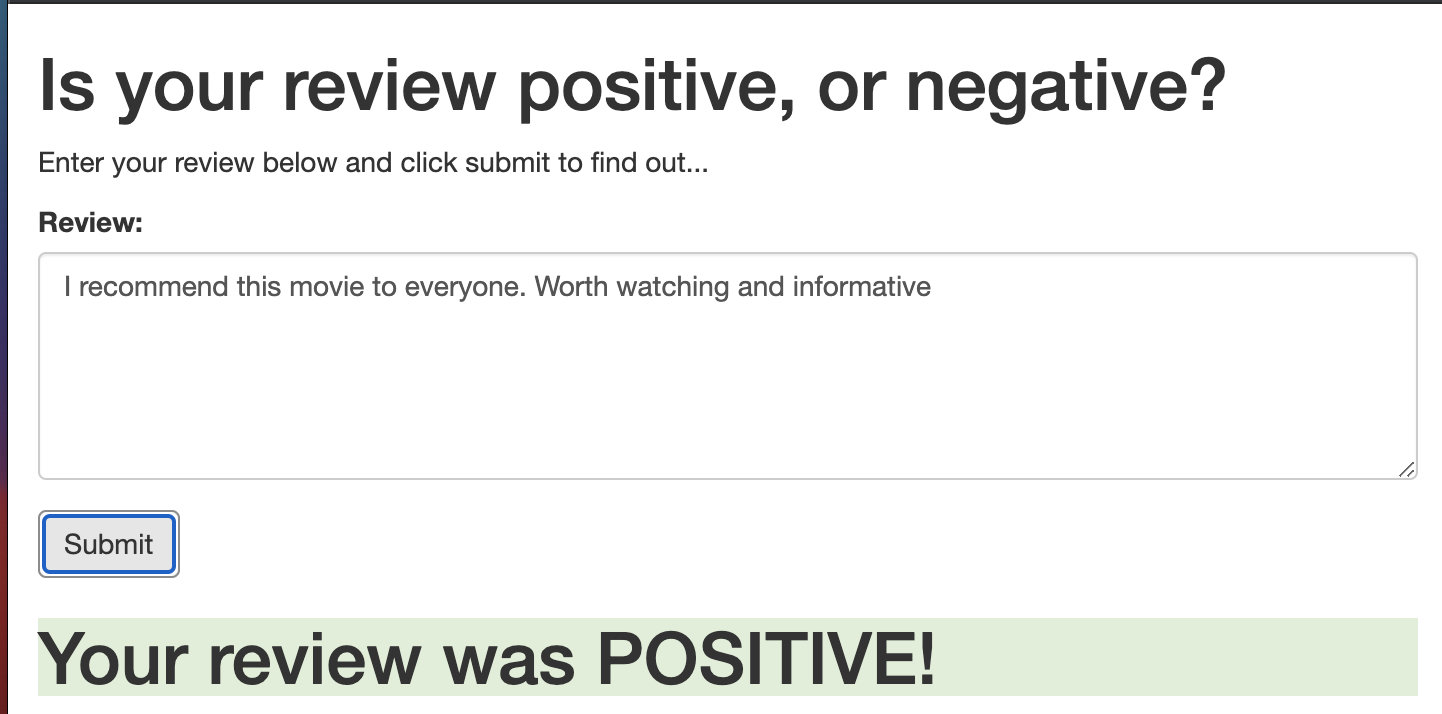 Is your review positive, or negative?
Enter your review below and click submit to find out...
Review:
I recommend this movie to everyone. Worth watching and informative
Submit
Your review was POSITIVE!